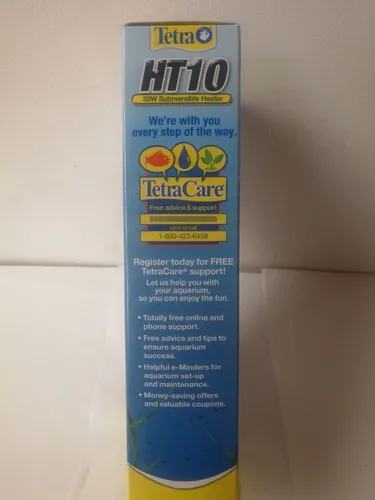 Tetra
HT10
50W Submersible Heater
We're with you
every step of the way.
TetraCare
Free advice & support
click or call
1-800-423-6458
Register today for FREE
TetraCare® support!
Let us help you with
your aquarium,
so you can enjoy the fun.
• Totally free online and
phone support.
• Free advice and tips to
ensure aquarium
success.
• Helpful e-Minders for
aquarium set-up
and maintenance.
• Money-saving offers
and valuable coupons.